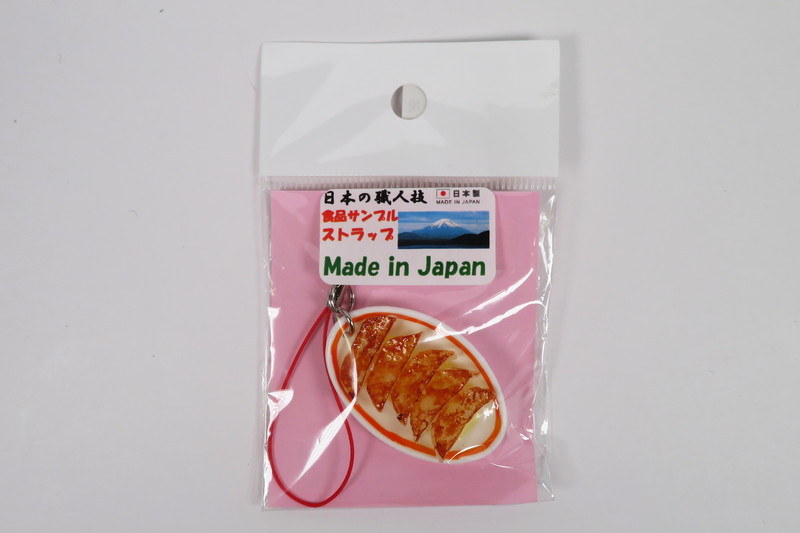 日本の職人技
日本製
MADE IN JAPAN
食品サンプル
ストラップ
Made in Japan